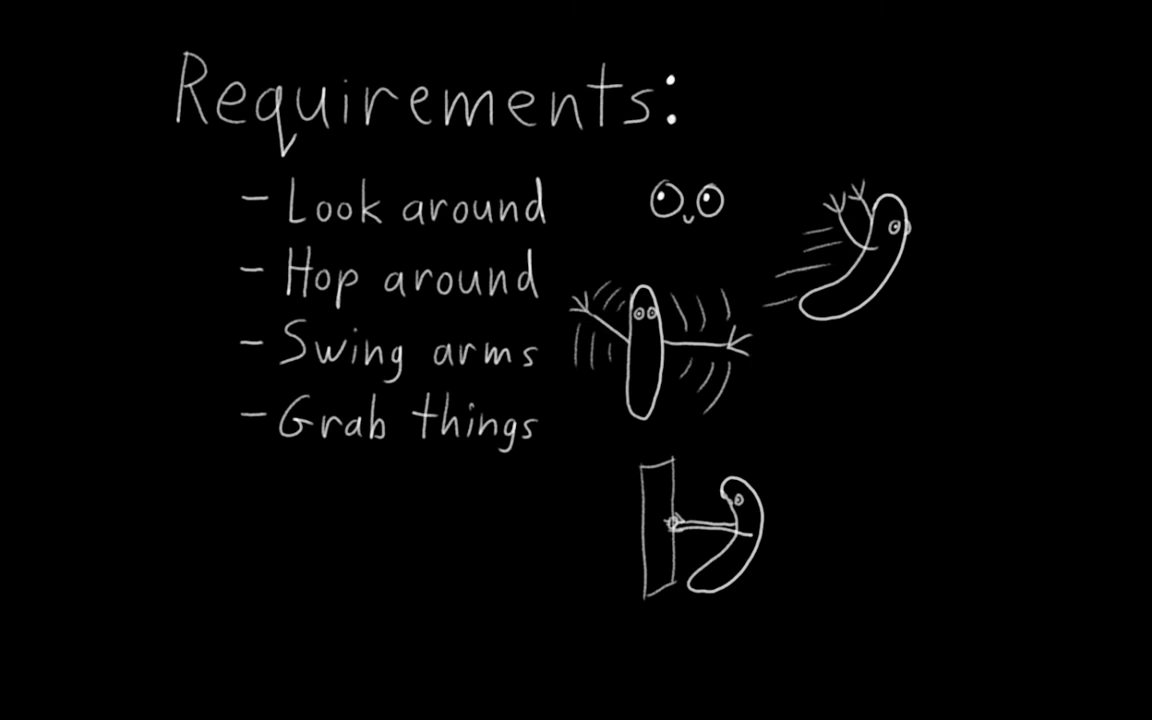 Requirements:
- Look around
- Hop around
- Swing arms
- Grab things